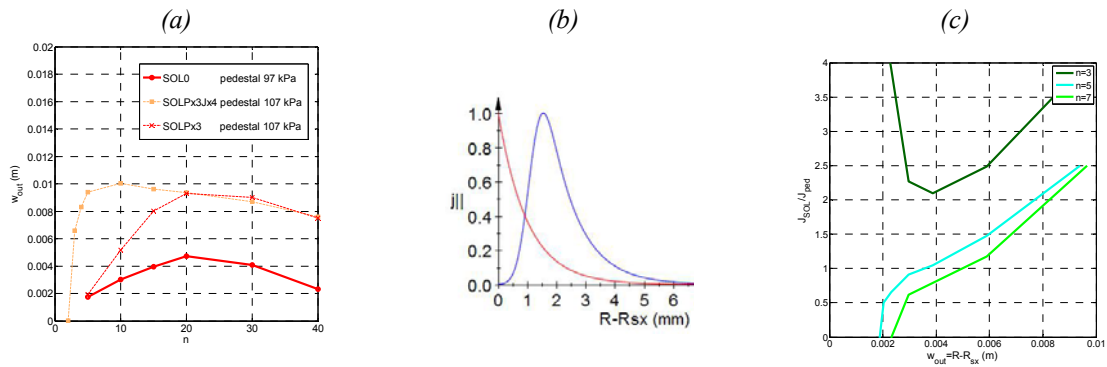 (a)
0.02
0.018
0.016
0.014
0.012
0.01
0.008
0.006
0.004
0.002
0
w_out (m)
SOL0 pedestal 97 kPa
SOLPx3Jx4 pedestal 107 kPa
SOLPx3 pedestal 107 kPa
0 10 20 30 40
n
(b)
1.0
0.8
0.6
0.4
0.2
0.0
j||
0 1 2 3 4 5 6
R-Rsx (mm)
(c)
4
3.5
3
2.5
2
1.5
1
0.5
0
J_SOL/J_ped
n=3
n=5
n=7
0 0.002 0.004 0.006 0.008 0.01
w_out=R-R_sx (m)